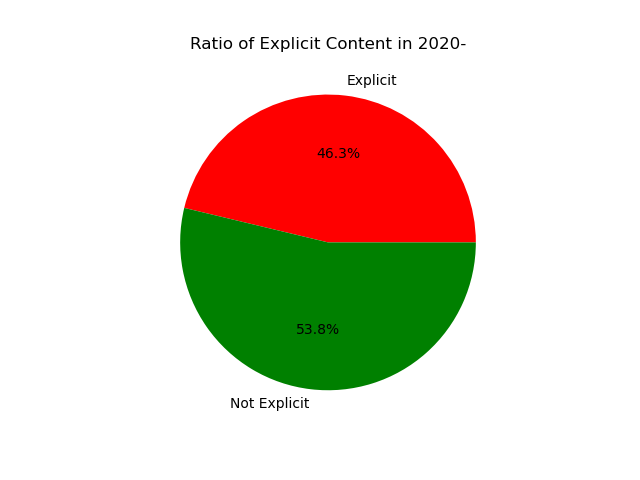 Ratio of Explicit Content in 2020-
Explicit
46.3%
53.8%
Not Explicit